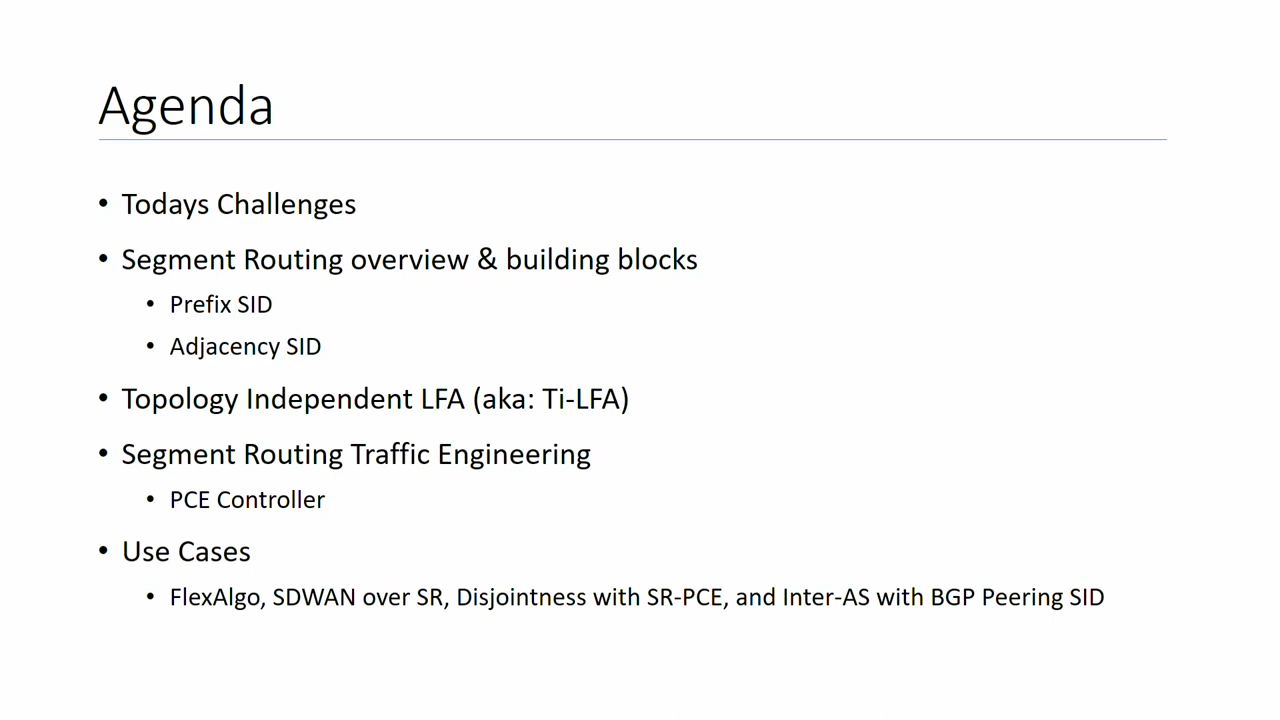 Agenda
• Todays Challenges
• Segment Routing overview & building blocks
• Prefix SID
• Adjacency SID
• Topology Independent LFA (aka: Ti-LFA)
• Segment Routing Traffic Engineering
• PCE Controller
• Use Cases
• FlexAlgo, SDWAN over SR, Disjointness with SR-PCE, and Inter-AS with BGP Peering SID